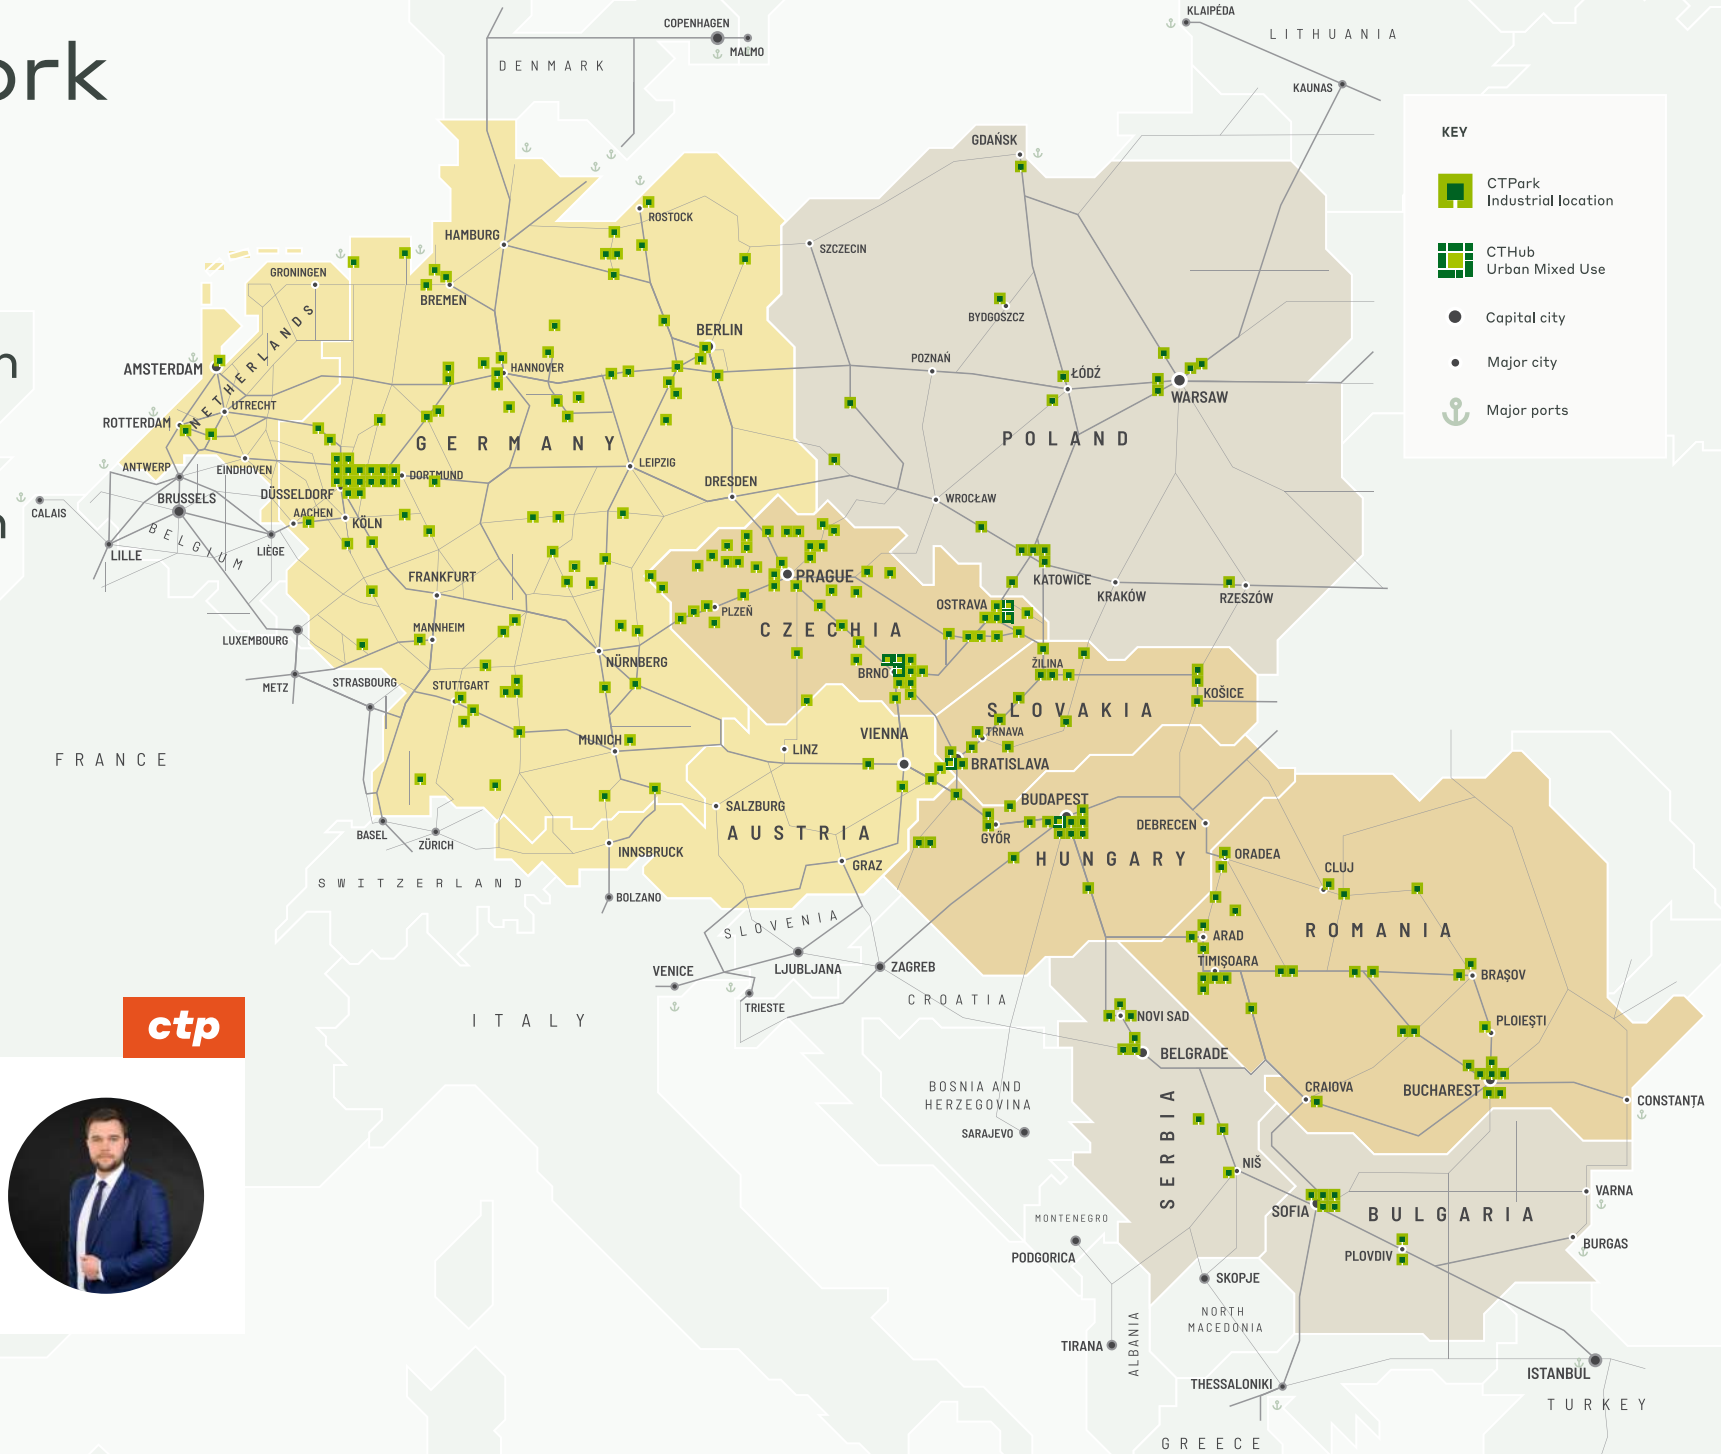 ork
n
n
KEY
CTPark
Industrial location
CTHub
Urban Mixed Use
Capital city
Major city
Major ports
COPENHAGEN
MALMO
DENMARK
KLAIPĖDA
LITHUANIA
KAUNAS
GDAŃSK
ROSTOCK
HAMBURG
SZCZECIN
GRONINGEN
BREMEN
BYDGOSZCZ
BERLIN
AMSTERDAM
NETHERLANDS
HANNOVER
POZNAŃ
ŁÓDŹ
WARSAW
UTRECHT
ROTTERDAM
GERMANY
POLAND
ANTWERP
EINDHOVEN
DORTMUND
LEIPZIG
DRESDEN
DÜSSELDORF
BRUSSELS
WROCŁAW
CALAIS
AACHEN
KÖLN
BELGIUM
LILLE
LIÈGE
FRANKFURT
PRAGUE
KATOWICE
KRAKÓW
RZESZÓW
OSTRAVA
PLZEŇ
CZECHIA
MANNHEIM
LUXEMBOURG
NÜRNBERG
ŽILINA
BRNO
METZ
STRASBOURG
STUTTGART
KOŠICE
SLOVAKIA
TRNAVA
VIENNA
MUNICH
LINZ
BRATISLAVA
FRANCE
SALZBURG
BUDAPEST
DEBRECEN
AUSTRIA
BASEL
ZÜRICH
GYŐR
INNSBRUCK
HUNGARY
ORADEA
GRAZ
CLUJ
SWITZERLAND
BOLZANO
SLOVENIA
ROMANIA
ARAD
TIMIŞOARA
VENICE
LJUBLJANA
ZAGREB
BRAŞOV
CROATIA
TRIESTE
ITALY
NOVI SAD
PLOIEŞTI
ctp
BELGRADE
BOSNIA AND
HERZEGOVINA
CRAIOVA
BUCHAREST
CONSTANŢA
SARAJEVO
SERBIA
NIŠ
VARNA
SOFIA
BULGARIA
MONTENEGRO
PODGORICA
PLOVDIV
BURGAS
SKOPJE
NORTH
MACEDONIA
TIRANA
ALBANIA
THESSALONIKI
ISTANBUL
TURKEY
GREECE